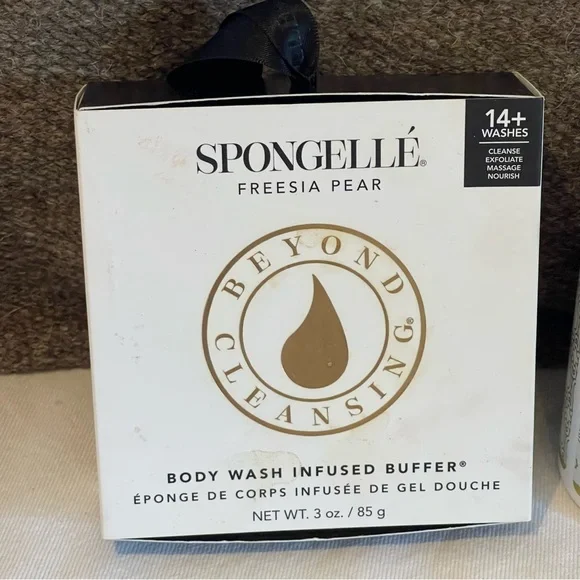 14+
WASHES
CLEANSE
EXFOLIATE
MASSAGE
NOURISH
SPONGELLÉ®
FREESIA PEAR
BEYOND
CLEANSING®
BODY WASH INFUSED BUFFER®
ÉPONGE DE CORPS INFUSÉE DE GEL DOUCHE
NET WT. 3 oz. / 85 g